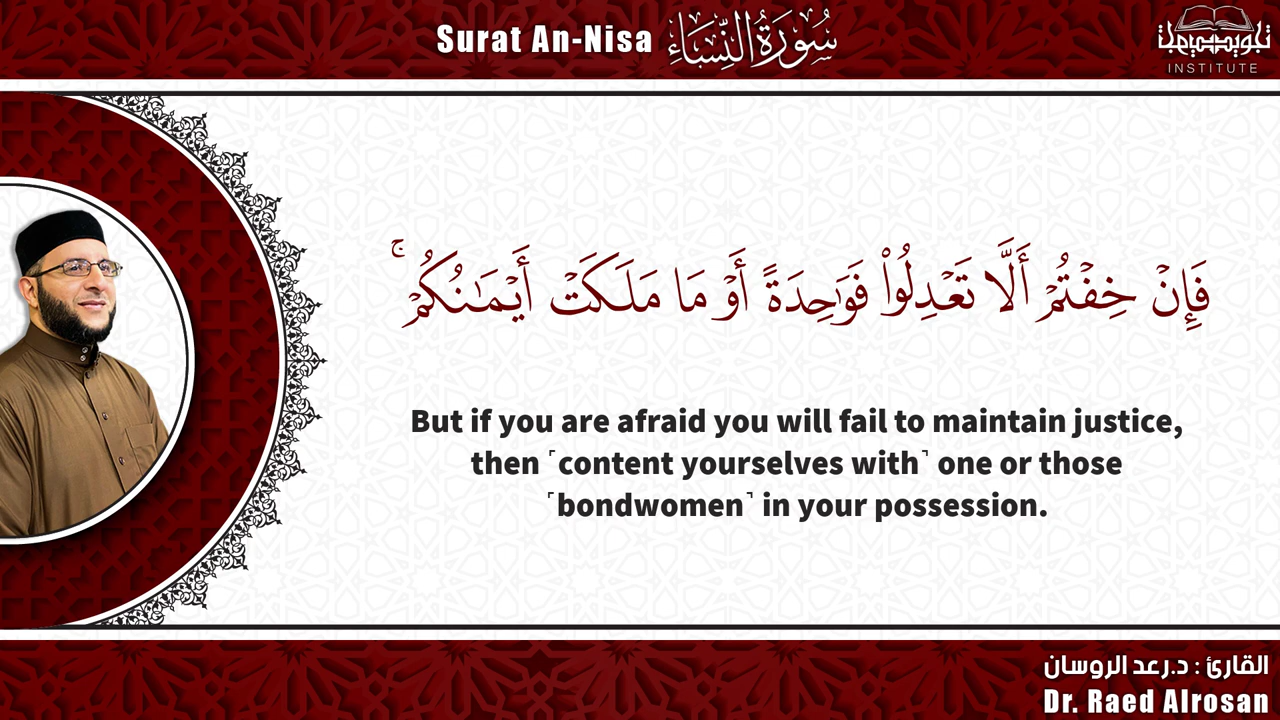 Surat An-Nisa سُورَةُ النِّسَاءِ
INSTITUTE
فَإِنْ خِفْتُمْ أَلَّا تَعْدِلُوا۟ فَوَٰحِدَةً أَوْ مَا مَلَكَتْ أَيْمَـٰنُكُمْ ۚ
But if you are afraid you will fail to maintain justice,
then ˹content yourselves with˺ one or those
˹bondwomen˺ in your possession.
القارئ : د.رعد الروسان
Dr. Raed Alrosan